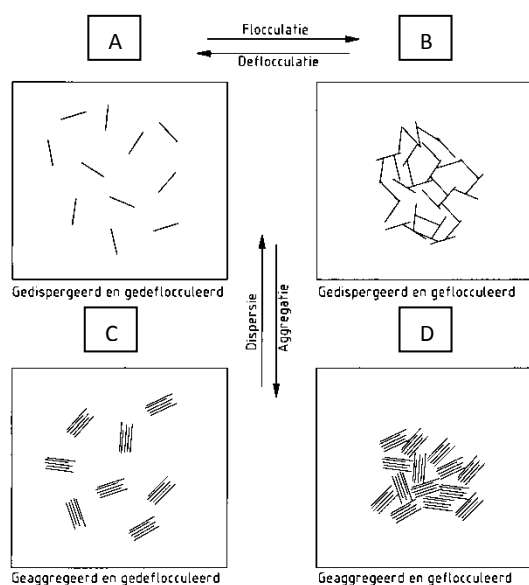 A
Flocculatie
Deflocculatie
B
Gedispergeerd en gedeflocculeerd
Gedispergeerd en geflocculeerd
Dispersie
Aggregatie
C
D
Geaggregeerd en gedeflocculeerd
Geaggregeerd en geflocculeerd